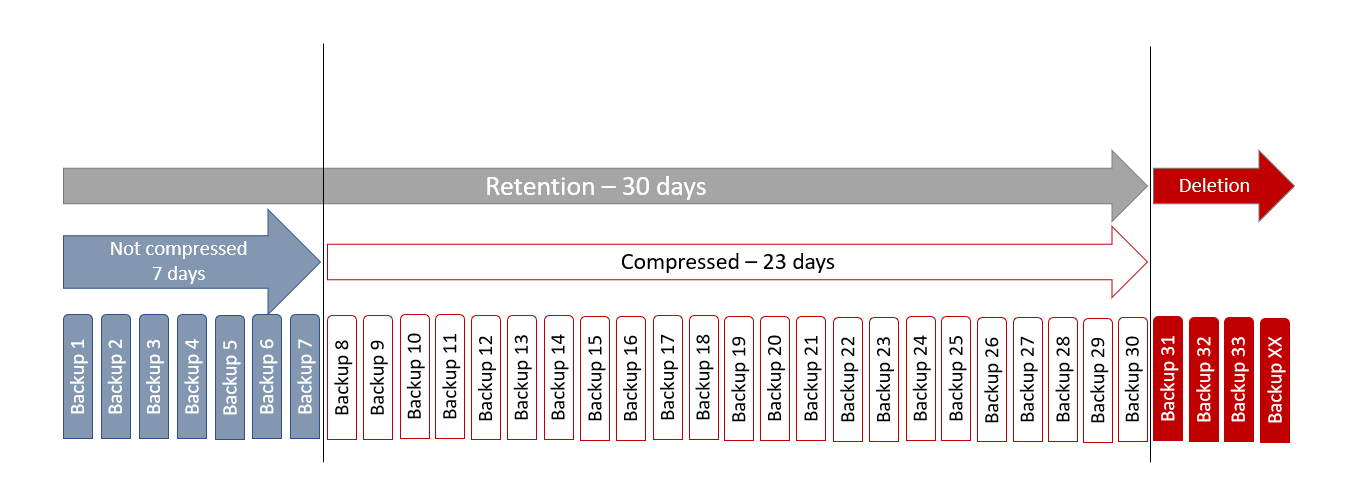 Retention – 30 days
Deletion
Not compressed
7 days
Compressed – 23 days
Backup 1
Backup 2
Backup 3
Backup 4
Backup 5
Backup 6
Backup 7
Backup 8
Backup 9
Backup 10
Backup 11
Backup 12
Backup 13
Backup 14
Backup 15
Backup 16
Backup 17
Backup 18
Backup 19
Backup 20
Backup 21
Backup 22
Backup 23
Backup 24
Backup 25
Backup 26
Backup 27
Backup 28
Backup 29
Backup 30
Backup 31
Backup 32
Backup 33
Backup XX